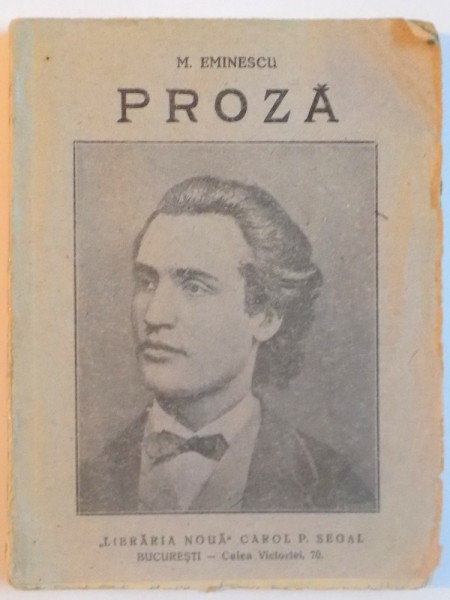 M. EMINESCU
PROZĂ
„LIBRĂRIA NOUĂ” CAROL P. SEGAL
BUCUREȘTI — Calea Victoriei, 70.